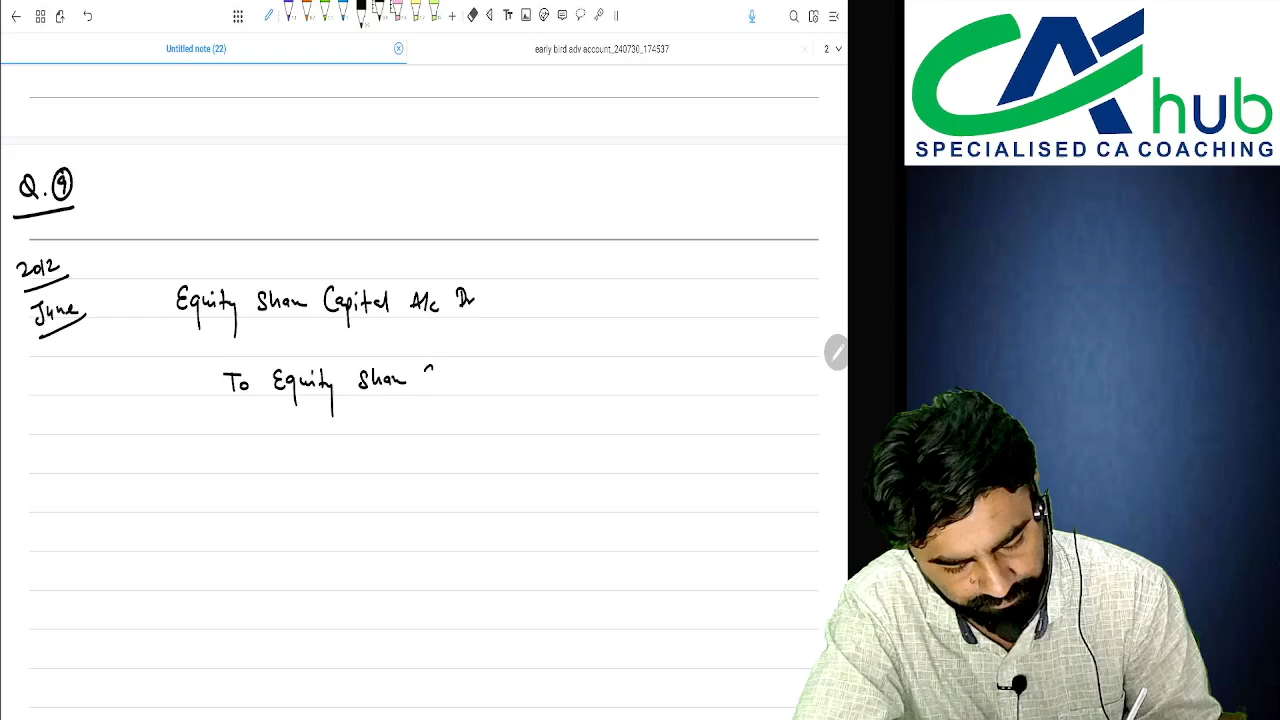 Untitled note (22)
early bird adv account_240730_174537
2
CA hub
SPECIALISED CA COACHING
Q. 9
2012
June
Equity Share Capital A/c Dr
To Equity Share